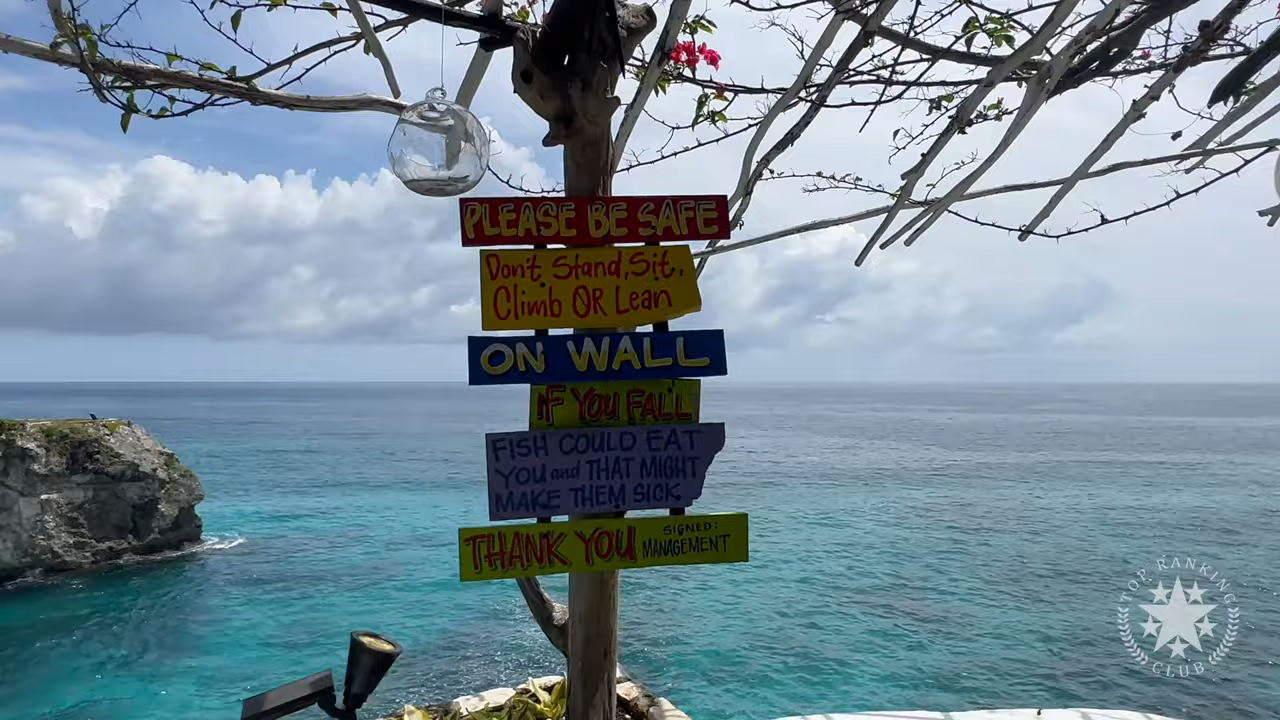 PLEASE BE SAFE
Don't Stand, Sit,
Climb OR Lean
ON WALL
IF YOU FALL
FISH COULD EAT
YOU and THAT MIGHT
MAKE THEM SICK
THANK YOU SIGNED:
MANAGEMENT
TOP RANKING
CLUB